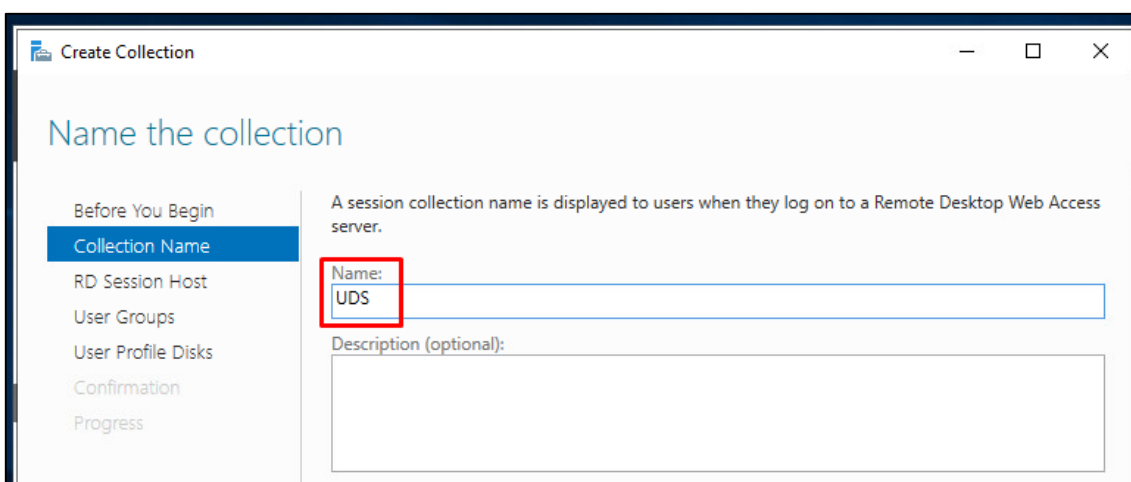 Create Collection
Name the collection
Before You Begin
Collection Name
RD Session Host
User Groups
User Profile Disks
Confirmation
Progress
A session collection name is displayed to users when they log on to a Remote Desktop Web Access
server.
Name:
UDS
Description (optional):